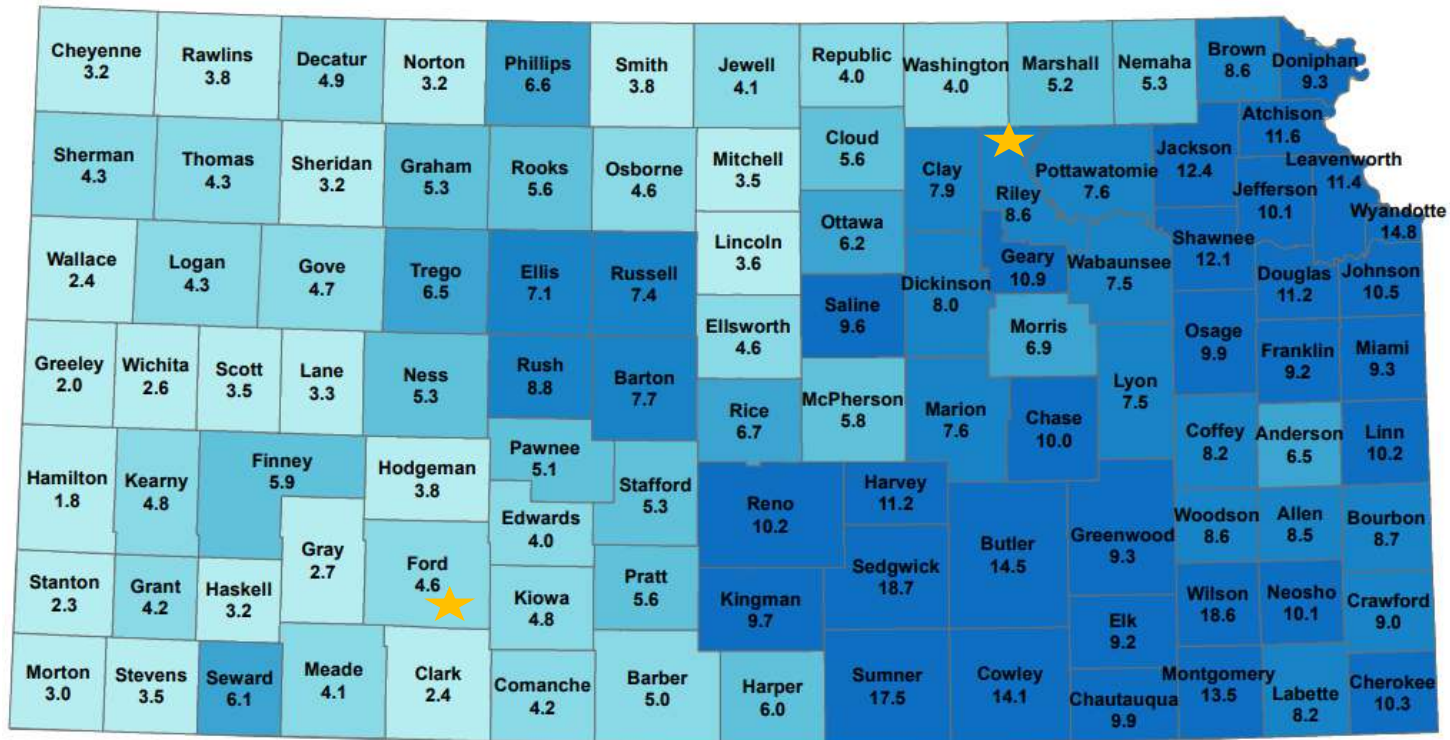 Cheyenne
3.2
Rawlins
3.8
Decatur
4.9
Norton
3.2
Phillips
6.6
Smith
3.8
Jewell
4.1
Republic
4.0
Washington
4.0
Marshall
5.2
Nemaha
5.3
Brown
8.6
Doniphan
9.3
Sherman
4.3
Thomas
4.3
Sheridan
3.2
Graham
5.3
Rooks
5.6
Osborne
4.6
Mitchell
3.5
Cloud
5.6
Clay
7.9
Riley
8.6
Pottawatomie
7.6
Jackson
12.4
Atchison
11.6
Jefferson
10.1
Leavenworth
11.4
Wyandotte
14.8
Wallace
2.4
Logan
4.3
Gove
4.7
Trego
6.5
Ellis
7.1
Russell
7.4
Lincoln
3.6
Ottawa
6.2
Saline
9.6
Dickinson
8.0
Geary
10.9
Wabaunsee
7.5
Shawnee
12.1
Douglas
11.2
Johnson
10.5
Greeley
2.0
Wichita
2.6
Scott
3.5
Lane
3.3
Ness
5.3
Rush
8.8
Barton
7.7
Ellsworth
4.6
Rice
6.7
McPherson
5.8
Marion
7.6
Morris
6.9
Chase
10.0
Lyon
7.5
Osage
9.9
Franklin
9.2
Miami
9.3
Hamilton
1.8
Kearny
4.8
Finney
5.9
Hodgeman
3.8
Pawnee
5.1
Stafford
5.3
Edwards
4.0
Reno
10.2
Harvey
11.2
Coffey
8.2
Anderson
6.5
Linn
10.2
Stanton
2.3
Grant
4.2
Haskell
3.2
Gray
2.7
Ford
4.6
Kiowa
4.8
Pratt
5.6
Kingman
9.7
Sedgwick
18.7
Butler
14.5
Greenwood
9.3
Woodson
8.6
Allen
8.5
Bourbon
8.7
Elk
9.2
Wilson
18.6
Neosho
10.1
Crawford
9.0
Morton
3.0
Stevens
3.5
Seward
6.1
Meade
4.1
Clark
2.4
Comanche
4.2
Barber
5.0
Harper
6.0
Sumner
17.5
Cowley
14.1
Chautauqua
9.9
Montgomery
13.5
Labette
8.2
Cherokee
10.3